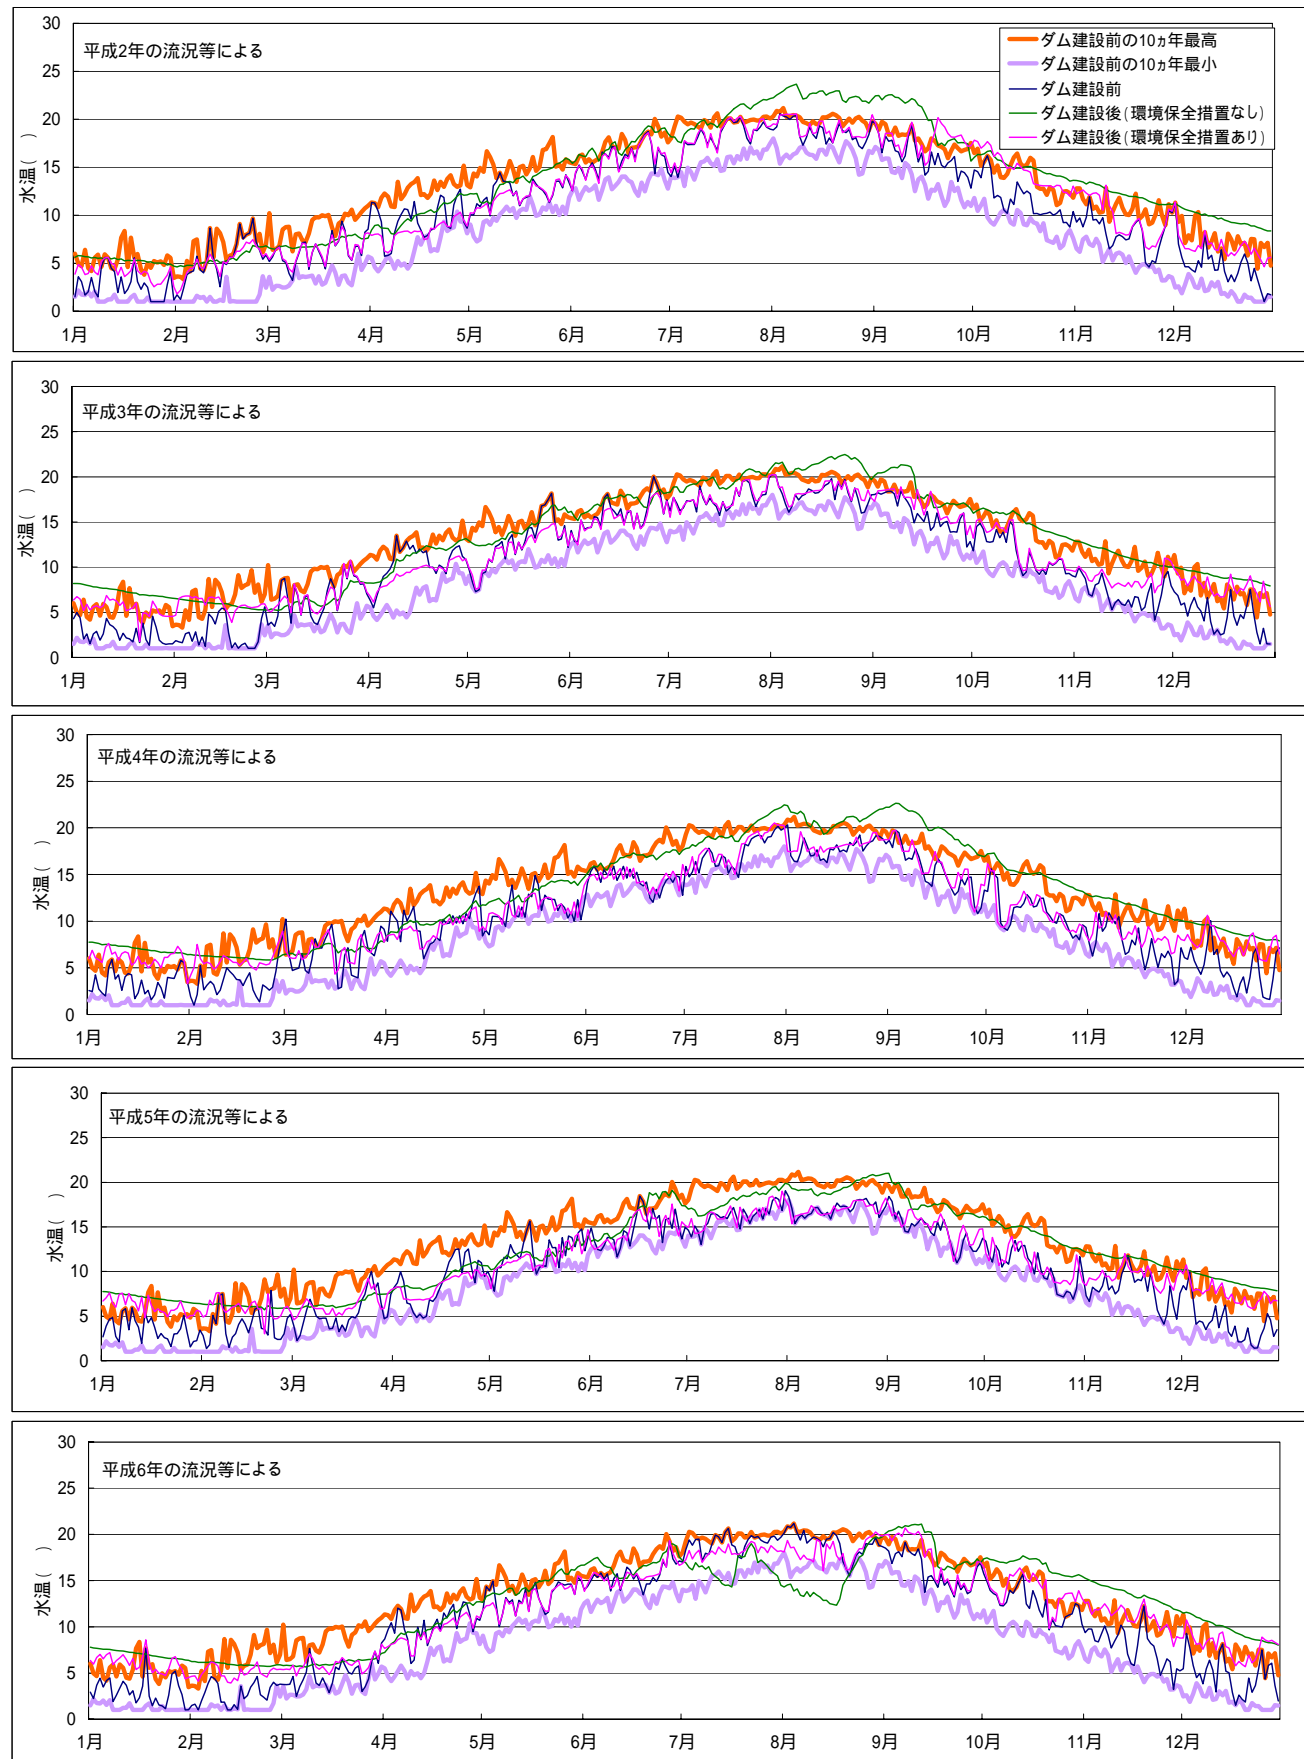 30
25
20
15
10
5
0
水温(　)
平成2年の流況等による
ダム建設前の10ヵ年最高
ダム建設前の10ヵ年最小
ダム建設前
ダム建設後(環境保全措置なし)
ダム建設後(環境保全措置あり)
1月 2月 3月 4月 5月 6月 7月 8月 9月 10月 11月 12月
30
25
20
15
10
5
0
水温(　)
平成3年の流況等による
1月 2月 3月 4月 5月 6月 7月 8月 9月 10月 11月 12月
30
25
20
15
10
5
0
水温(　)
平成4年の流況等による
1月 2月 3月 4月 5月 6月 7月 8月 9月 10月 11月 12月
30
25
20
15
10
5
0
水温(　)
平成5年の流況等による
1月 2月 3月 4月 5月 6月 7月 8月 9月 10月 11月 12月
30
25
20
15
10
5
0
水温(　)
平成6年の流況等による
1月 2月 3月 4月 5月 6月 7月 8月 9月 10月 11月 12月